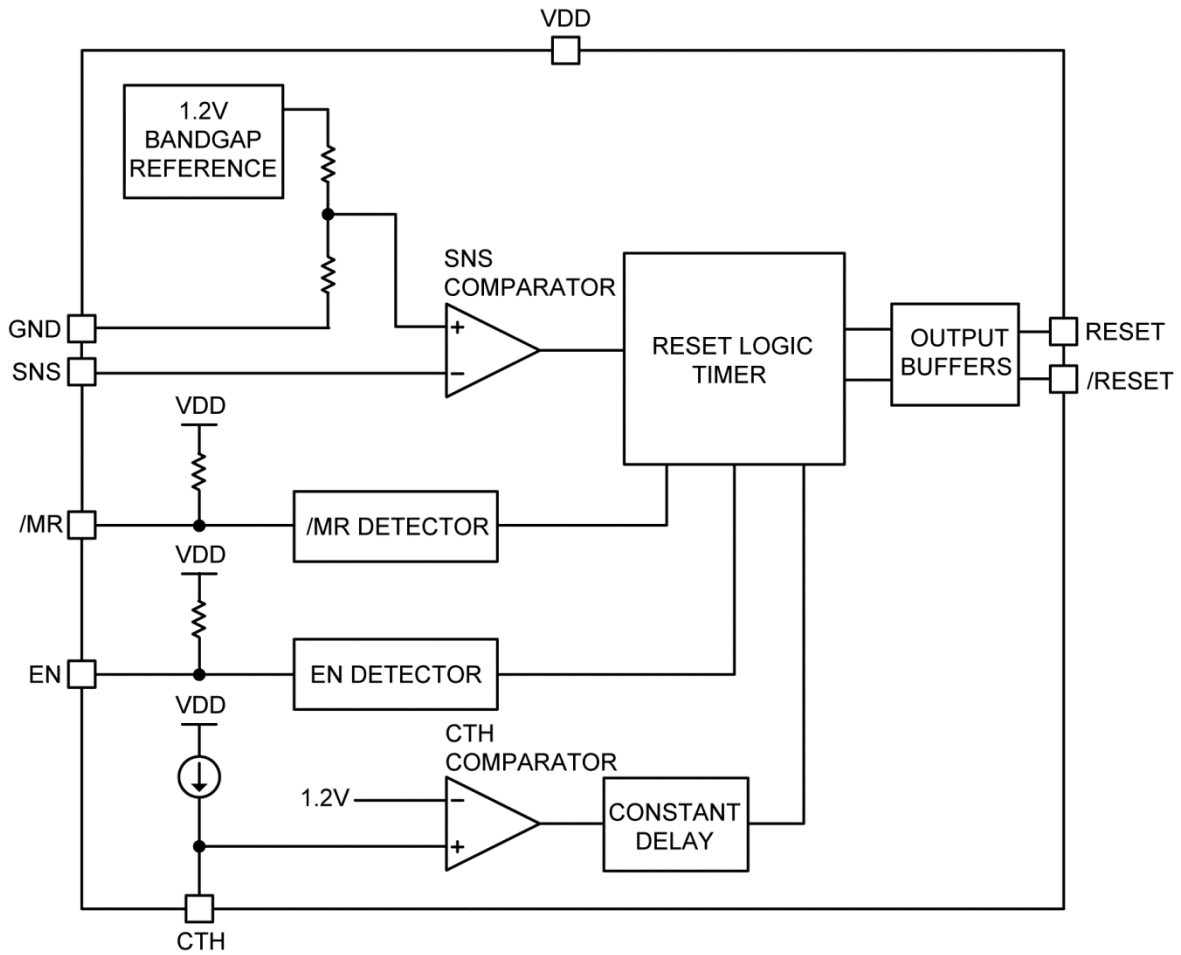 VDD
1.2V
BANDGAP
REFERENCE
SNS
COMPARATOR
+
−
GND
SNS
RESET LOGIC
TIMER
OUTPUT
BUFFERS
RESET
/RESET
VDD
/MR
/MR DETECTOR
VDD
EN
EN DETECTOR
VDD
CTH
COMPARATOR
1.2V
−
+
CONSTANT
DELAY
CTH